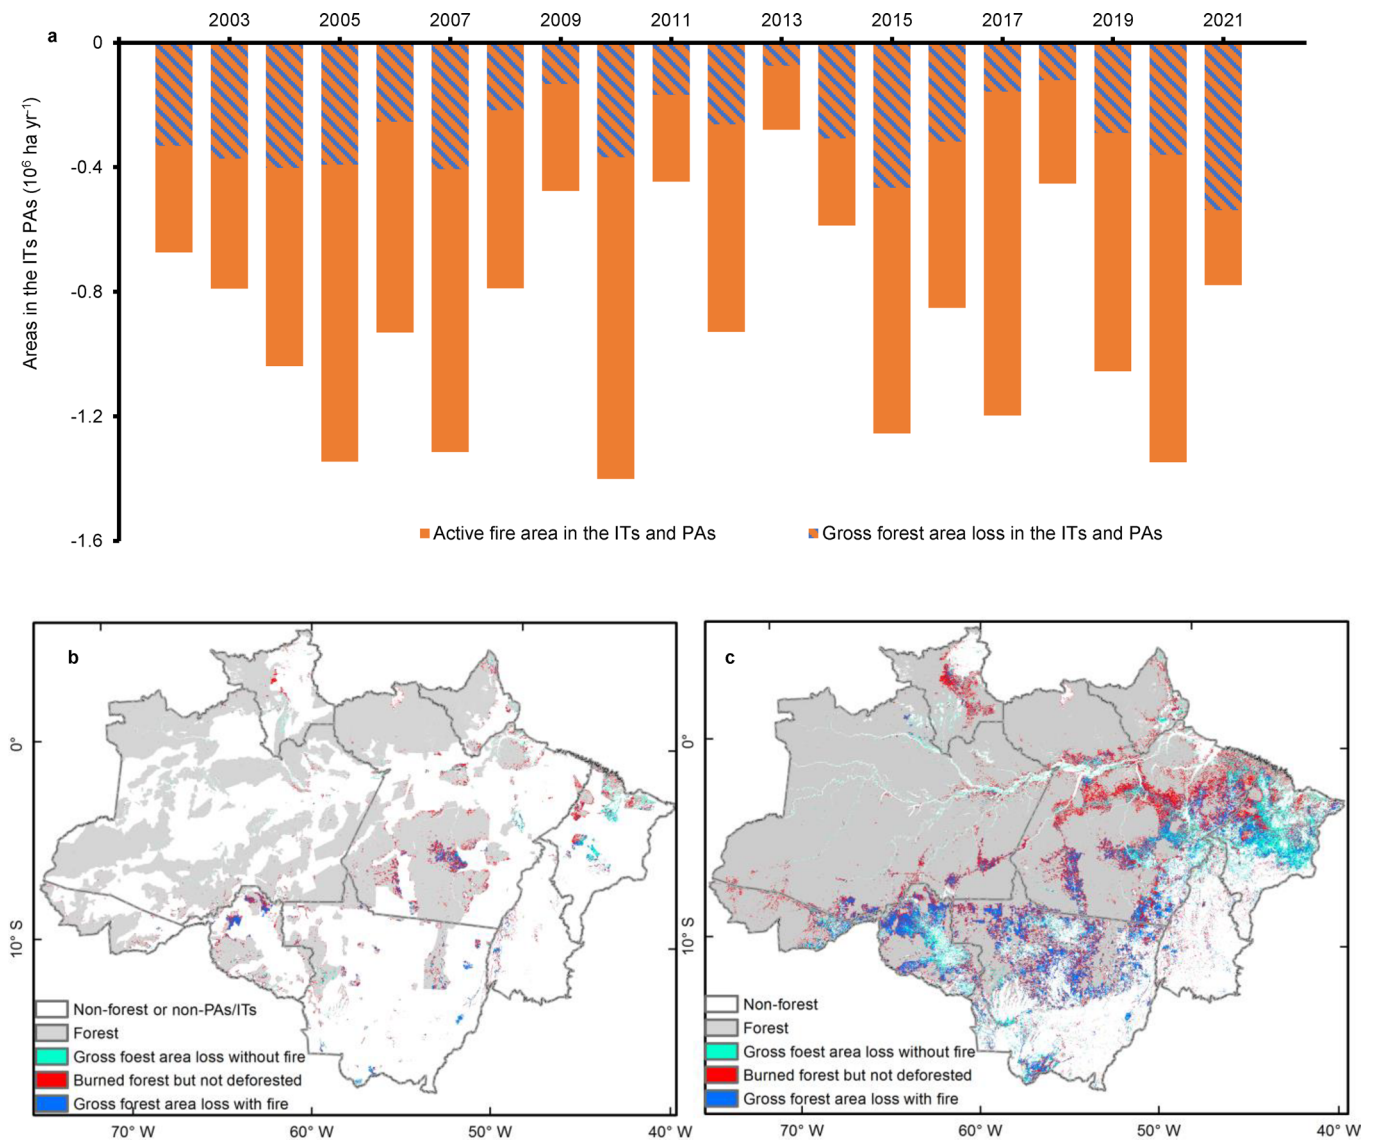 a
2003 2005 2007 2009 2011 2013 2015 2017 2019 2021
Areas in the ITs PAs (10⁶ ha yr⁻¹)
0
-0.4
-0.8
-1.2
-1.6
Active fire area in the ITs and PAs
Gross forest area loss in the ITs and PAs
b
0°
10° S
Non-forest or non-PAs/ITs
Forest
Gross foest area loss without fire
Burned forest but not deforested
Gross forest area loss with fire
70° W 60° W 50° W 40° W
c
0°
10° S
Non-forest
Forest
Gross foest area loss without fire
Burned forest but not deforested
Gross forest area loss with fire
70° W 60° W 50° W 40° W